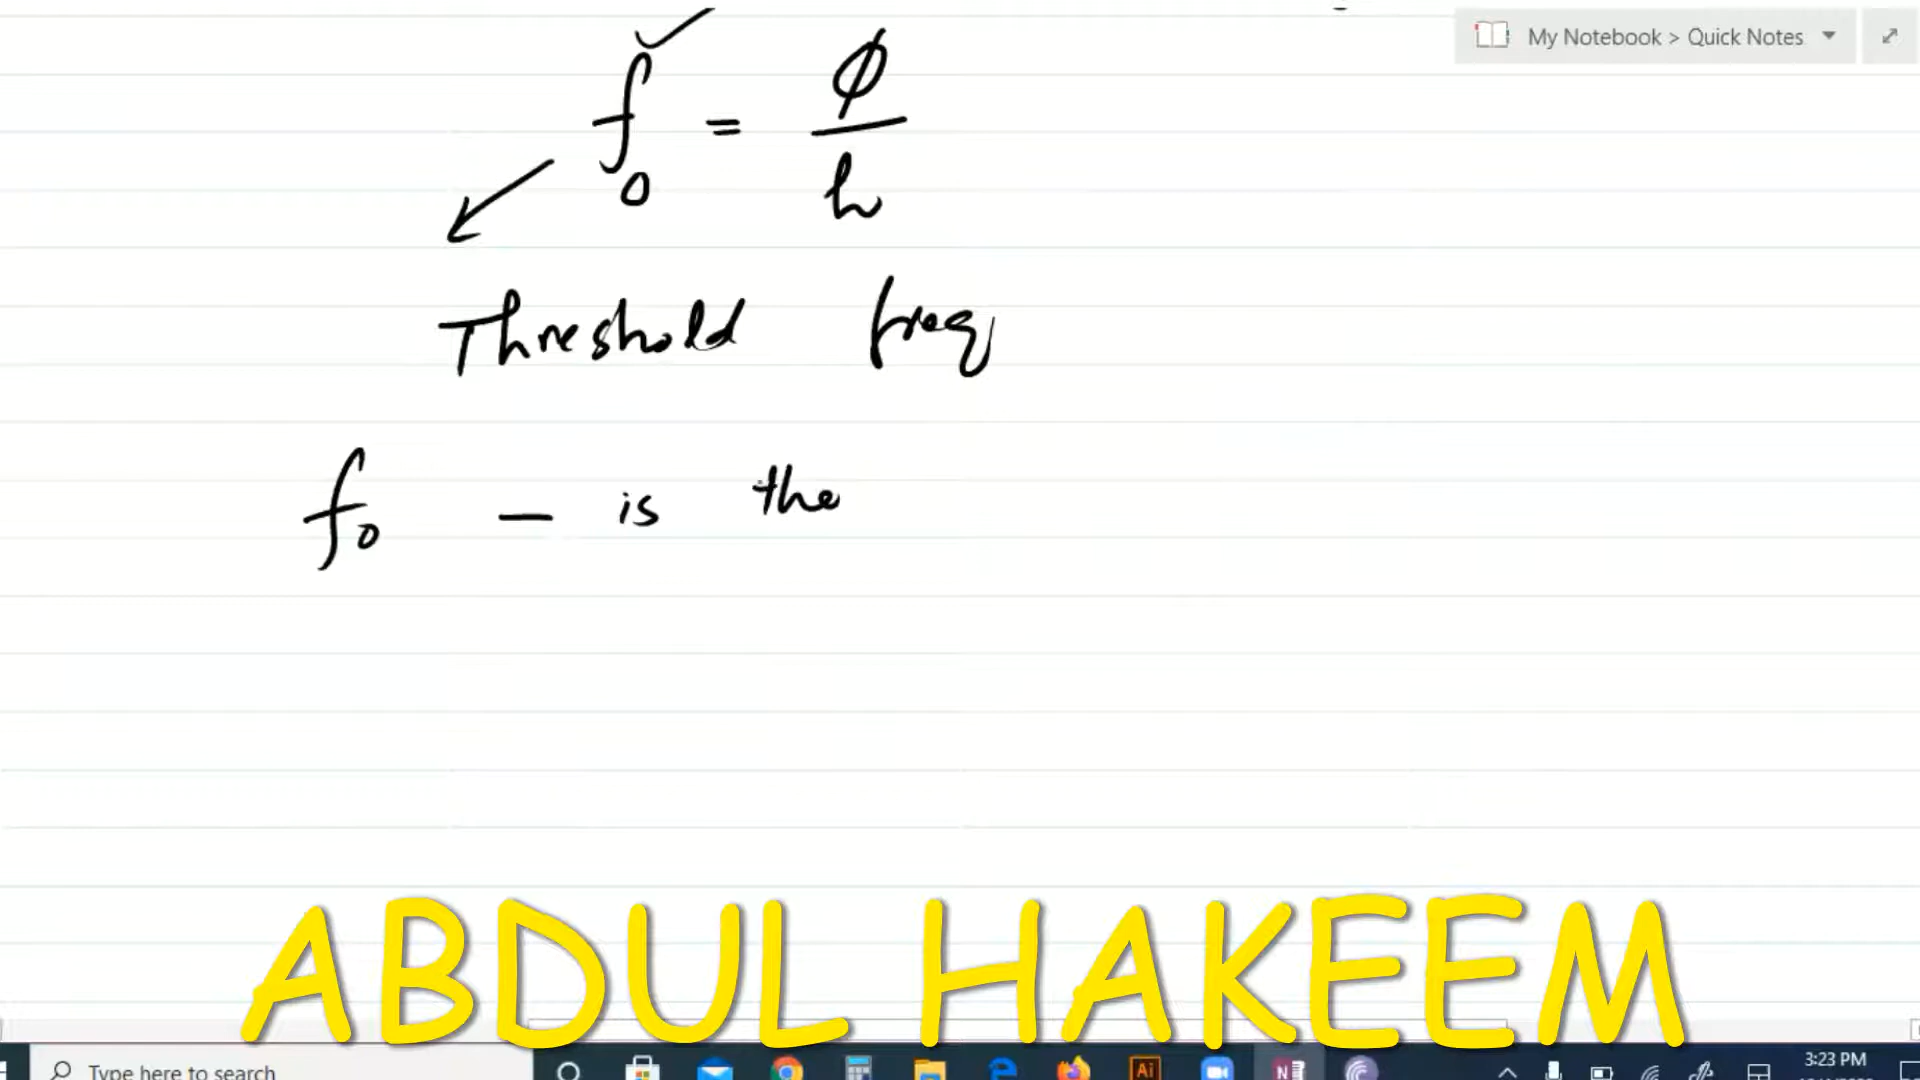 My Notebook > Quick Notes
f₀ = ϕ/h
Threshold freq
f₀ — is the
ABDUL HAKEEM
Type here to search
Ai
N
3:23 PM